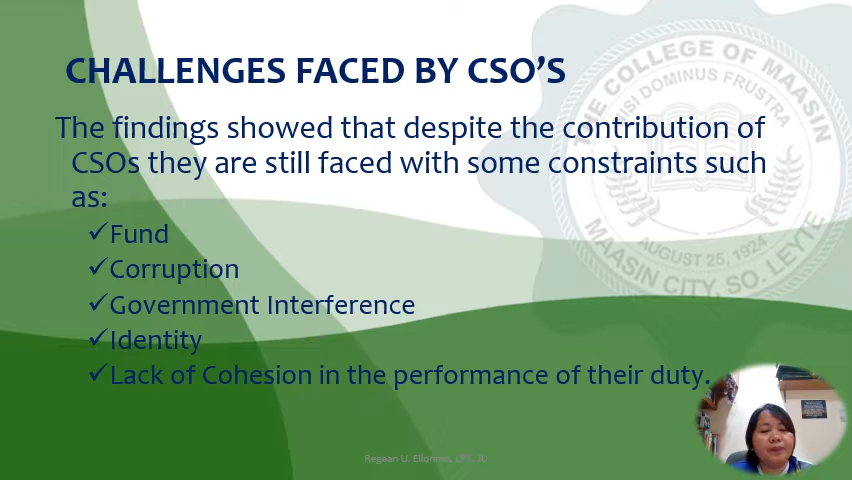 CHALLENGES FACED BY CSO’S
The findings showed that despite the contribution of
CSOs they are still faced with some constraints such
as:
✓Fund
✓Corruption
✓Government Interference
✓Identity
✓Lack of Cohesion in the performance of their duty.
THE COLLEGE OF MAASIN
NISI DOMINUS FRUSTRA
AUGUST 25, 1924
MAASIN CITY, SO. LEYTE
Regean U.